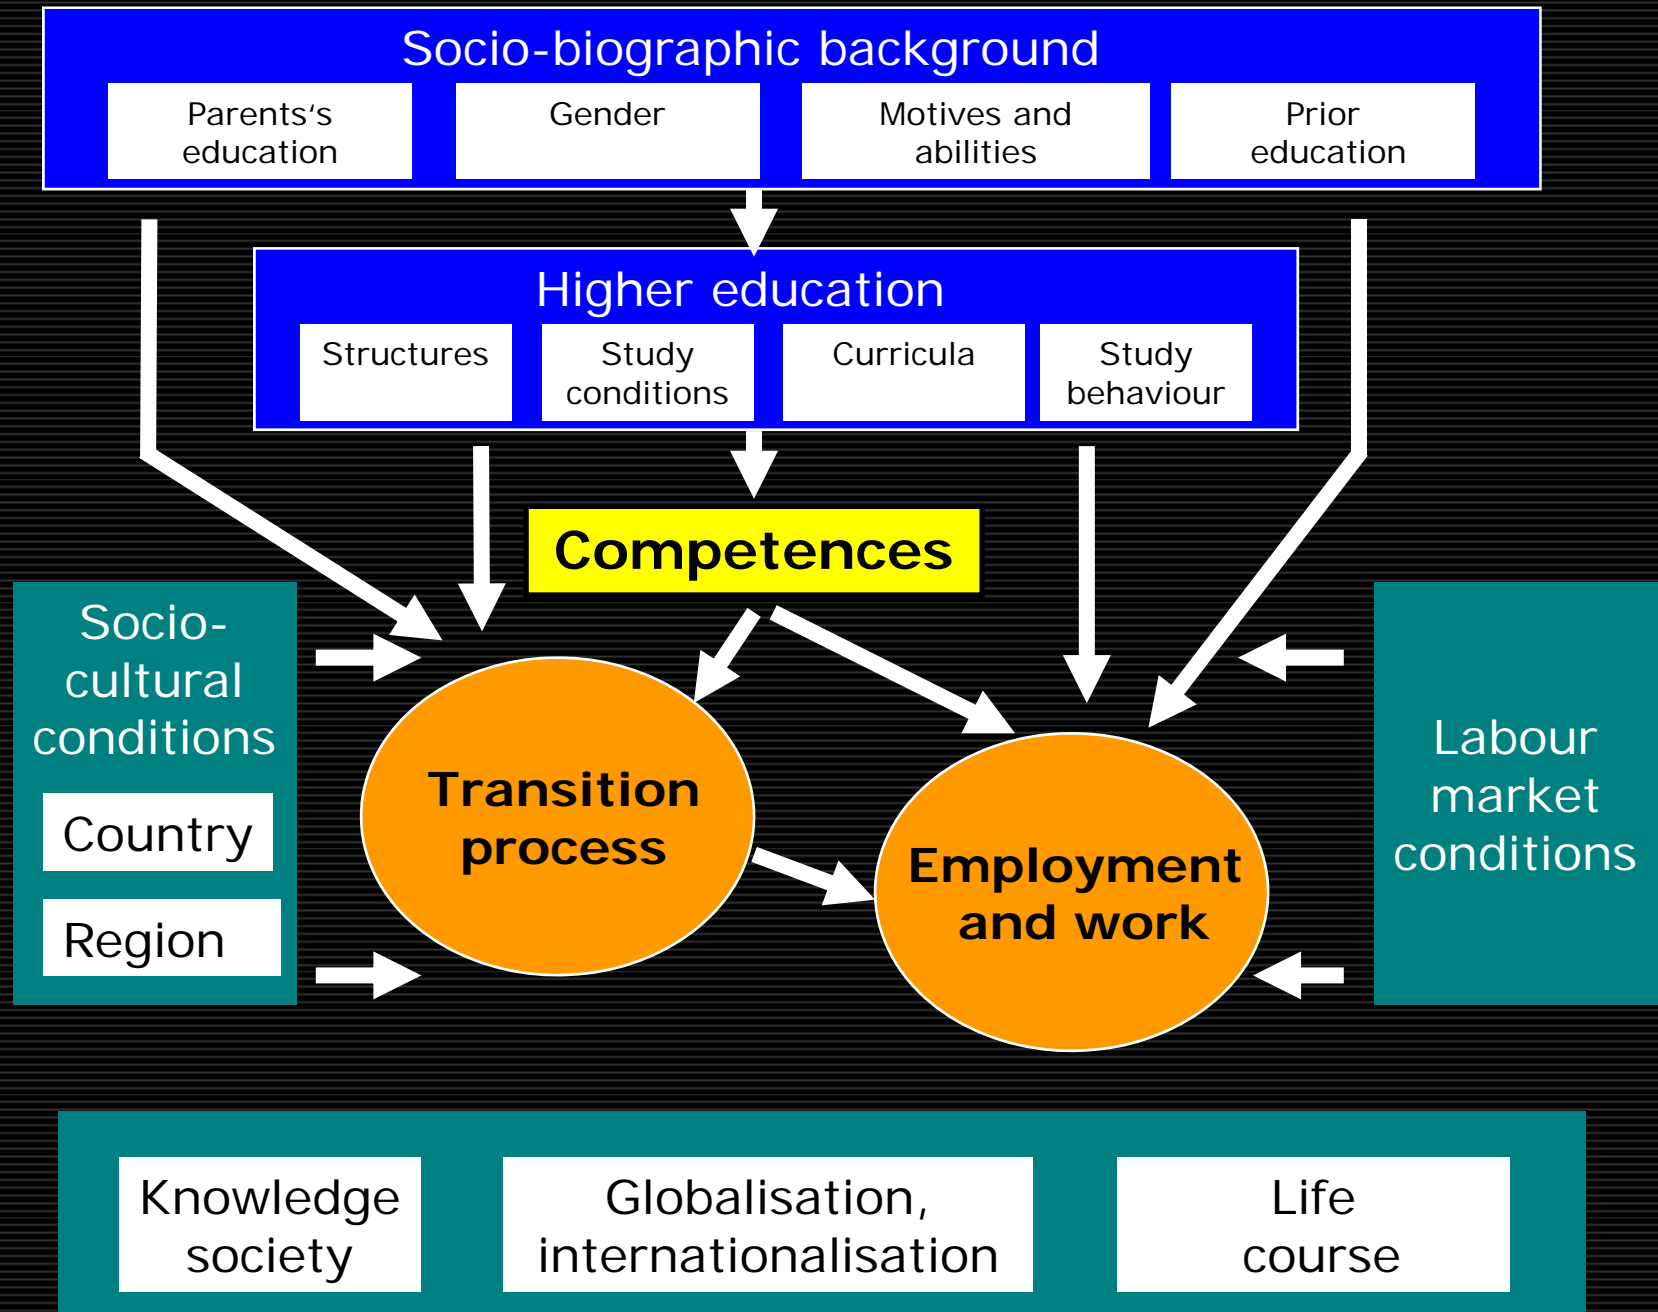 Socio-biographic background
Parents‘s
education
Gender
Motives and
abilities
Prior
education
Higher education
Structures
Study
conditions
Curricula
Study
behaviour
Competences
Socio-
cultural
conditions
Country
Region
Transition
process
Employment
and work
Labour
market
conditions
Knowledge
society
Globalisation,
internationalisation
Life
course